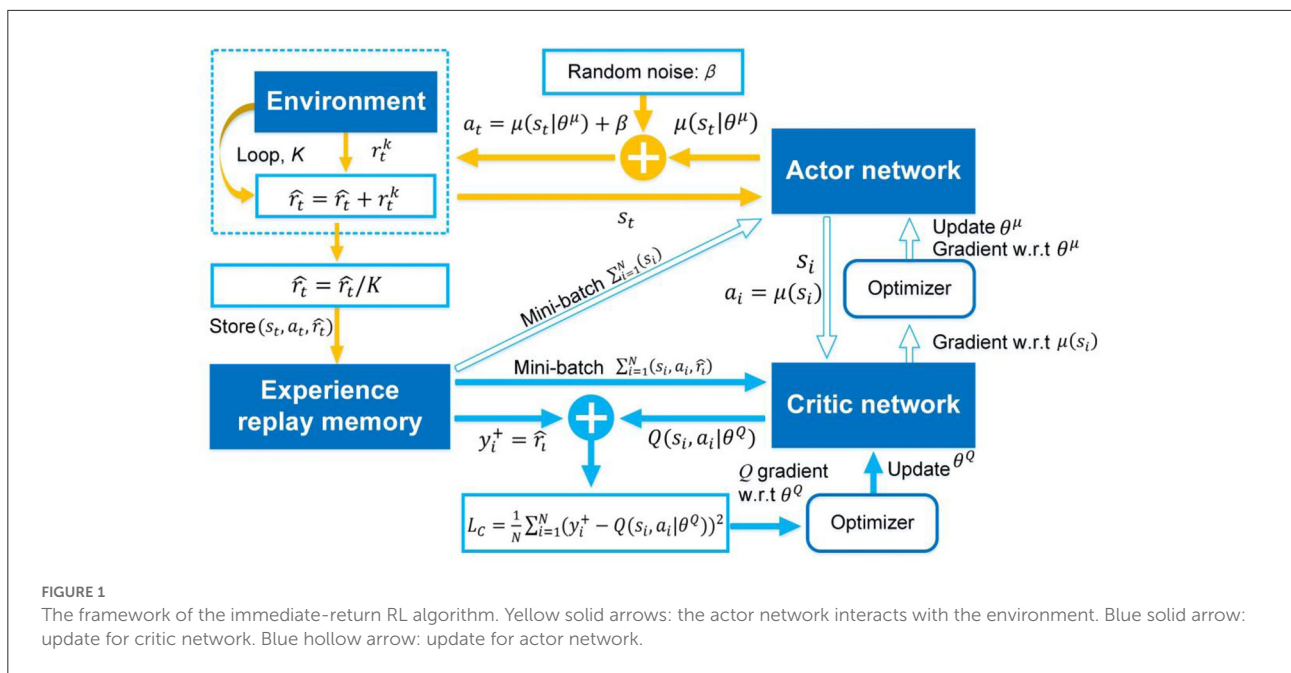 Random noise: β
Environment
a_t = μ(s_t|θ^μ) + β
μ(s_t|θ^μ)
Loop, K
r_t^k
Actor network
r̂_t = r̂_t + r_t^k
s_t
Update θ^μ
Gradient w.r.t θ^μ
r̂_t = r̂_t/K
Mini-batch ∑_{i=1}^N(s_i)
s_i
a_i = μ(s_i)
Optimizer
Store(s_t, a_t, r̂_t)
Gradient w.r.t μ(s_i)
Mini-batch ∑_{i=1}^N(s_i, a_i, r̂_i)
Experience
replay memory
Critic network
y_i^+ = r̂_i
Q(s_i, a_i|θ^Q)
Q gradient
w.r.t θ^Q
Update θ^Q
L_C = 1/N ∑_{i=1}^N(y_i^+ − Q(s_i, a_i|θ^Q))^2
Optimizer
FIGURE 1
The framework of the immediate-return RL algorithm. Yellow solid arrows: the actor network interacts with the environment. Blue solid arrow:
update for critic network. Blue hollow arrow: update for actor network.